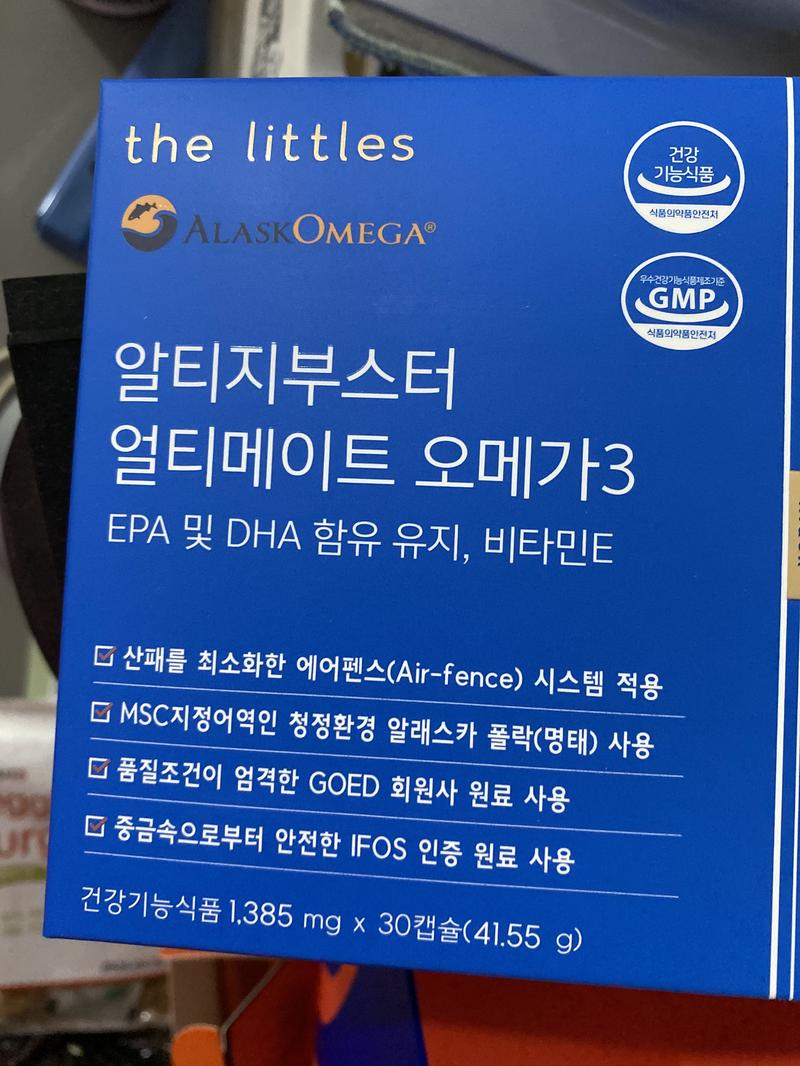 the littles
ALASKOMEGA®
건강
기능식품
식품의약품안전처
우수건강기능식품제조기준
GMP
식품의약품안전처
알티지부스터
얼티메이트 오메가3
EPA 및 DHA 함유 유지, 비타민E
산패를 최소화한 에어펜스(Air-fence) 시스템 적용
MSC지정어역인 청정환경 알래스카 폴락(명태) 사용
품질조건이 엄격한 GOED 회원사 원료 사용
중금속으로부터 안전한 IFOS 인증 원료 사용
건강기능식품 1,385 mg x 30캡슐(41.55 g)